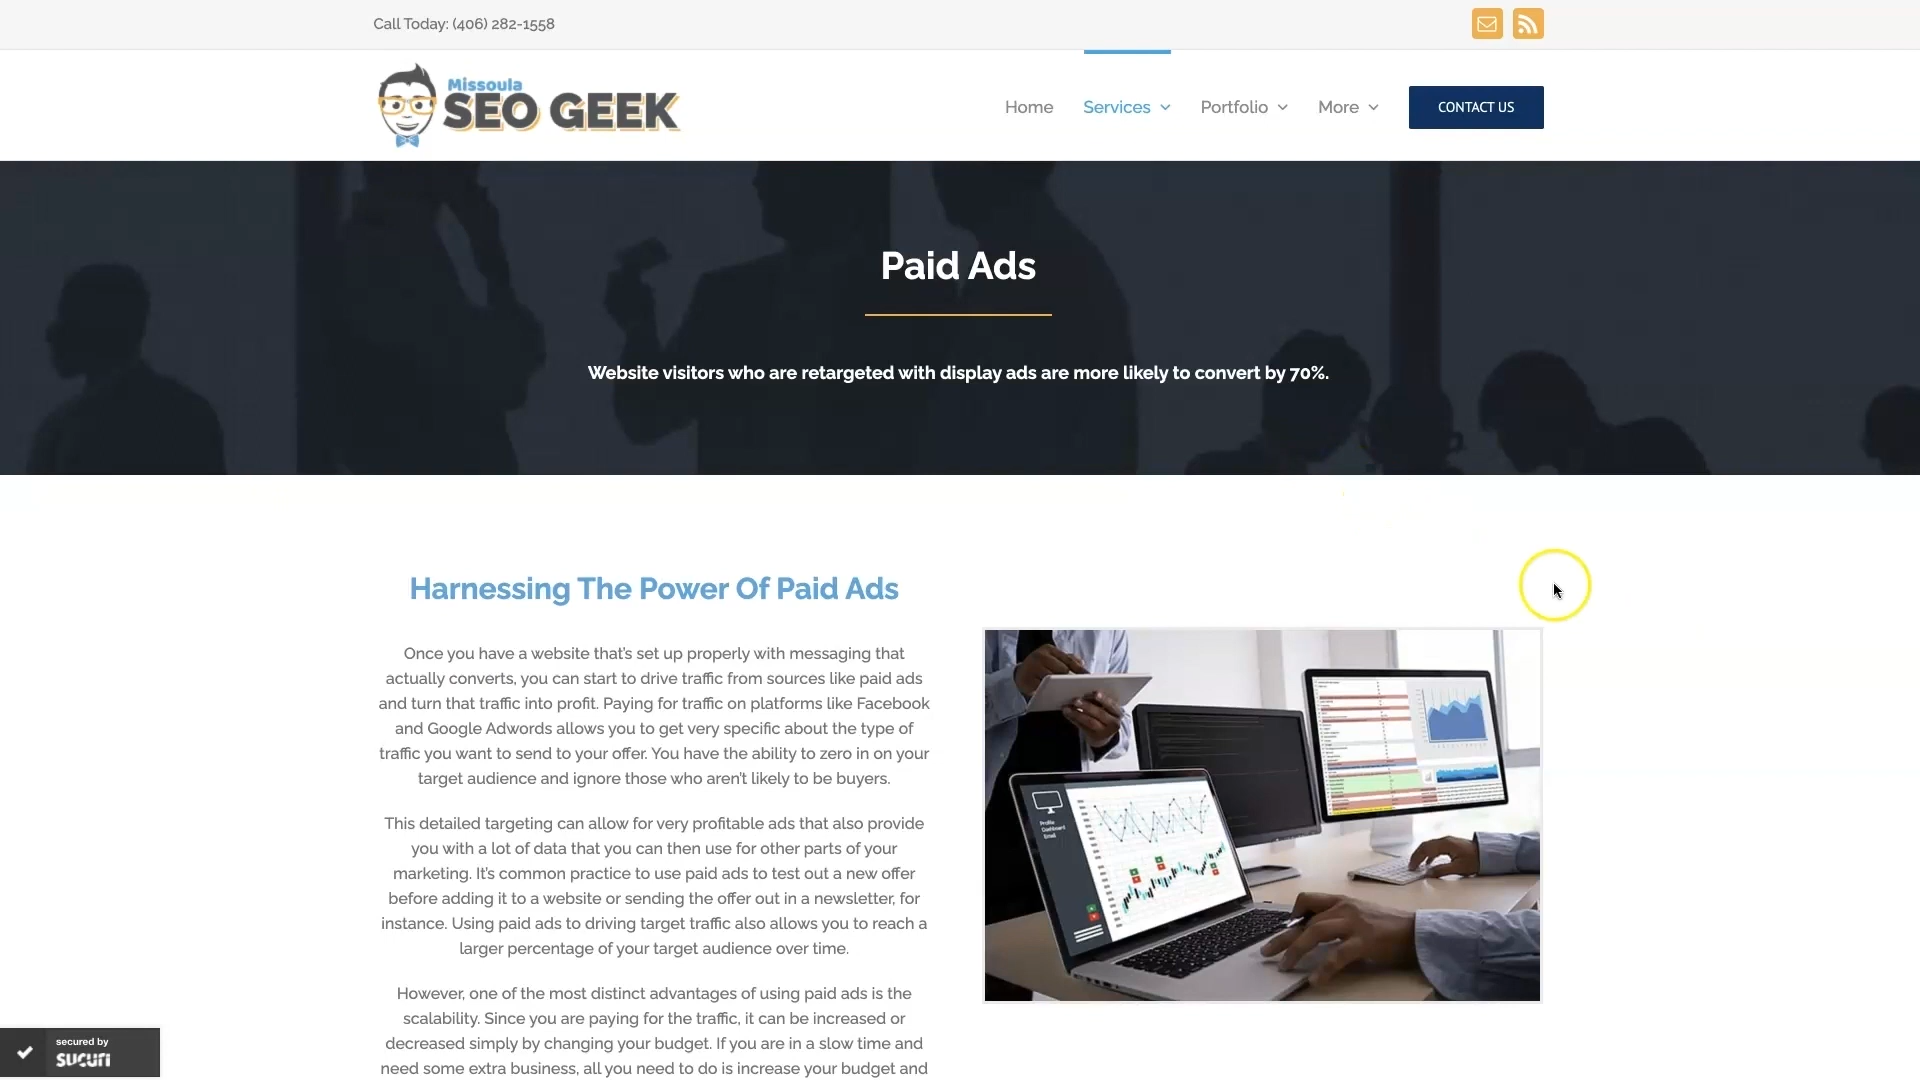 Call Today: (406) 282-1558
Missoula
SEO GEEK
Home
Services
Portfolio
More
CONTACT US
Paid Ads
Website visitors who are retargeted with display ads are more likely to convert by 70%.
Harnessing The Power Of Paid Ads
Once you have a website that's set up properly with messaging that
actually converts, you can start to drive traffic from sources like paid ads
and turn that traffic into profit. Paying for traffic on platforms like Facebook
and Google Adwords allows you to get very specific about the type of
traffic you want to send to your offer. You have the ability to zero in on your
target audience and ignore those who aren't likely to be buyers.
This detailed targeting can allow for very profitable ads that also provide
you with a lot of data that you can then use for other parts of your
marketing. It's common practice to use paid ads to test out a new offer
before adding it to a website or sending the offer out in a newsletter, for
instance. Using paid ads to driving target traffic also allows you to reach a
larger percentage of your target audience over time.
However, one of the most distinct advantages of using paid ads is the
scalability. Since you are paying for the traffic, it can be increased or
decreased simply by changing your budget. If you are in a slow time and
need some extra business, all you need to do is increase your budget and
Profile
Dashboard
Email
secured by
sucuri